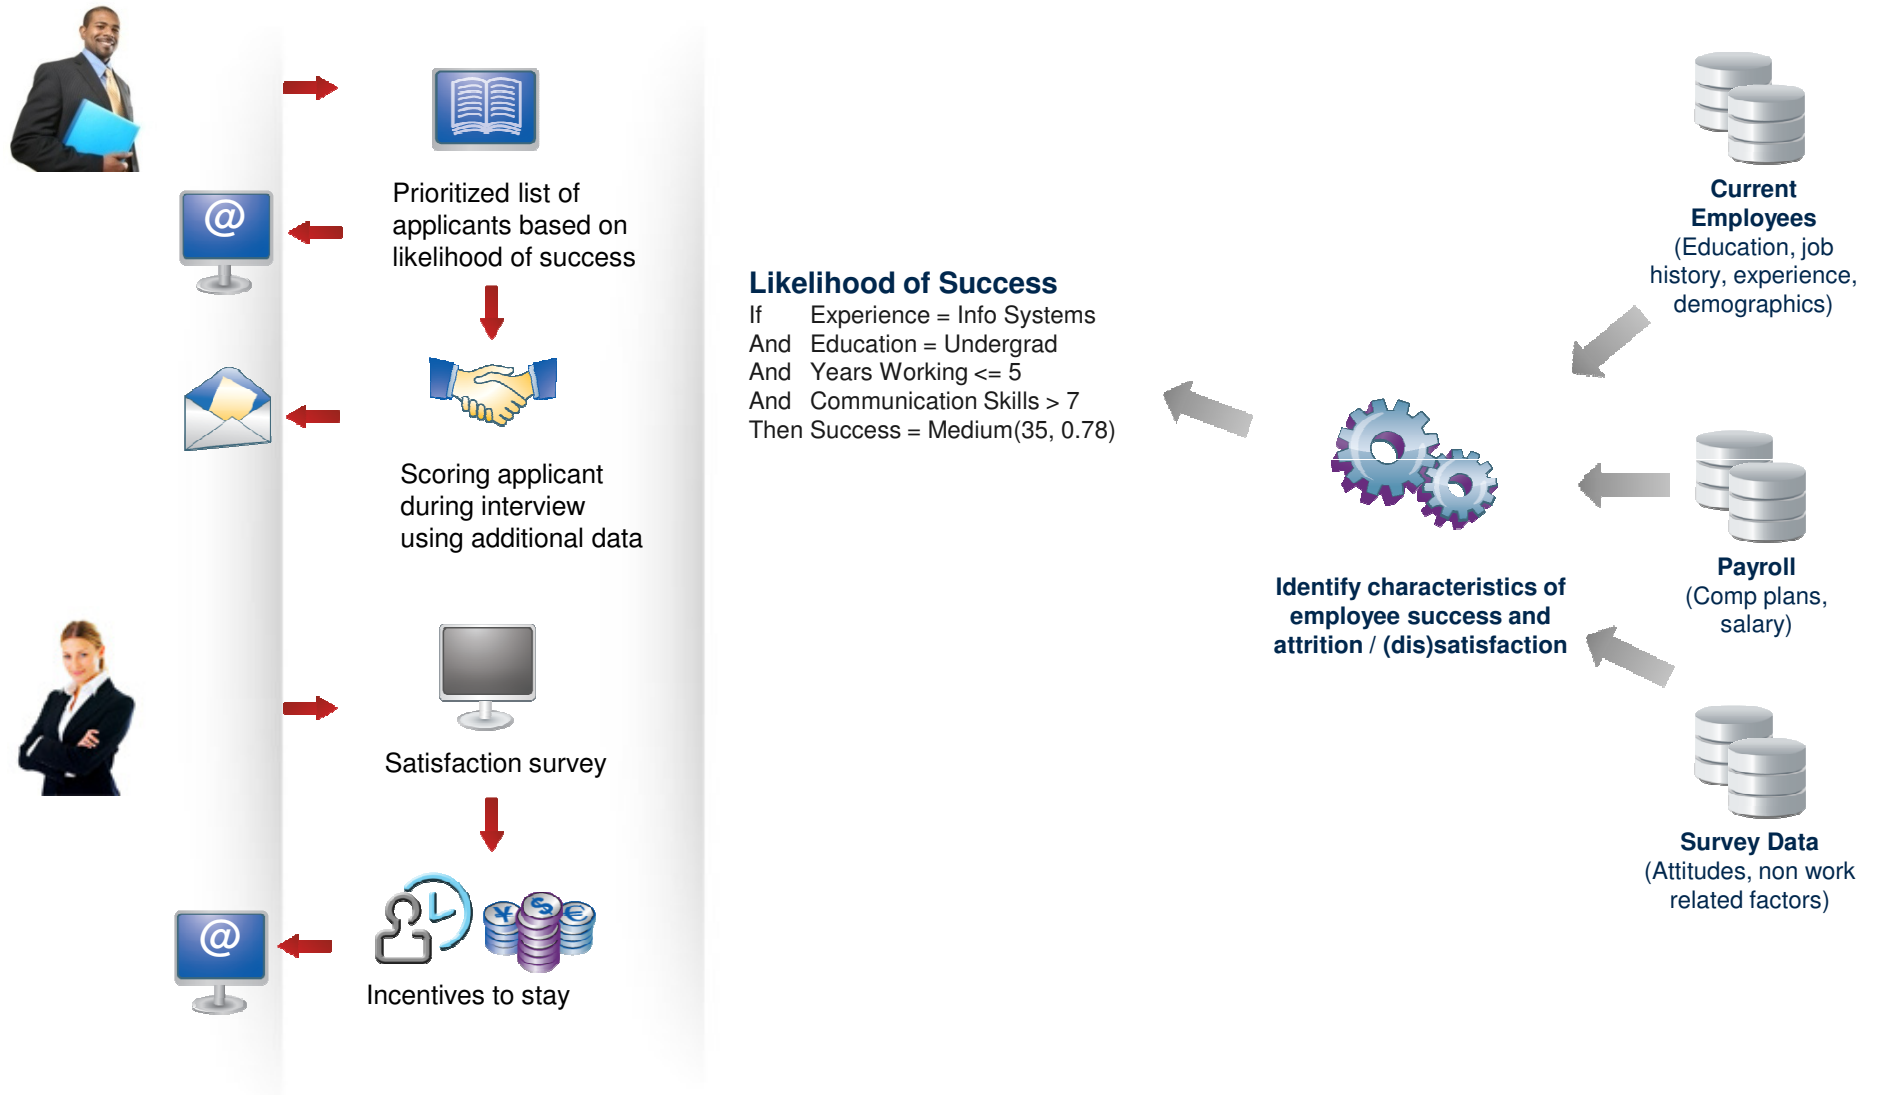 Prioritized list of
applicants based on
likelihood of success
@
Scoring applicant
during interview
using additional data
Satisfaction survey
@
¥ $ €
Incentives to stay
Likelihood of Success
If Experience = Info Systems
And Education = Undergrad
And Years Working <= 5
And Communication Skills > 7
Then Success = Medium(35, 0.78)
Identify characteristics of
employee success and
attrition / (dis)satisfaction
Current
Employees
(Education, job
history, experience,
demographics)
Payroll
(Comp plans,
salary)
Survey Data
(Attitudes, non work
related factors)